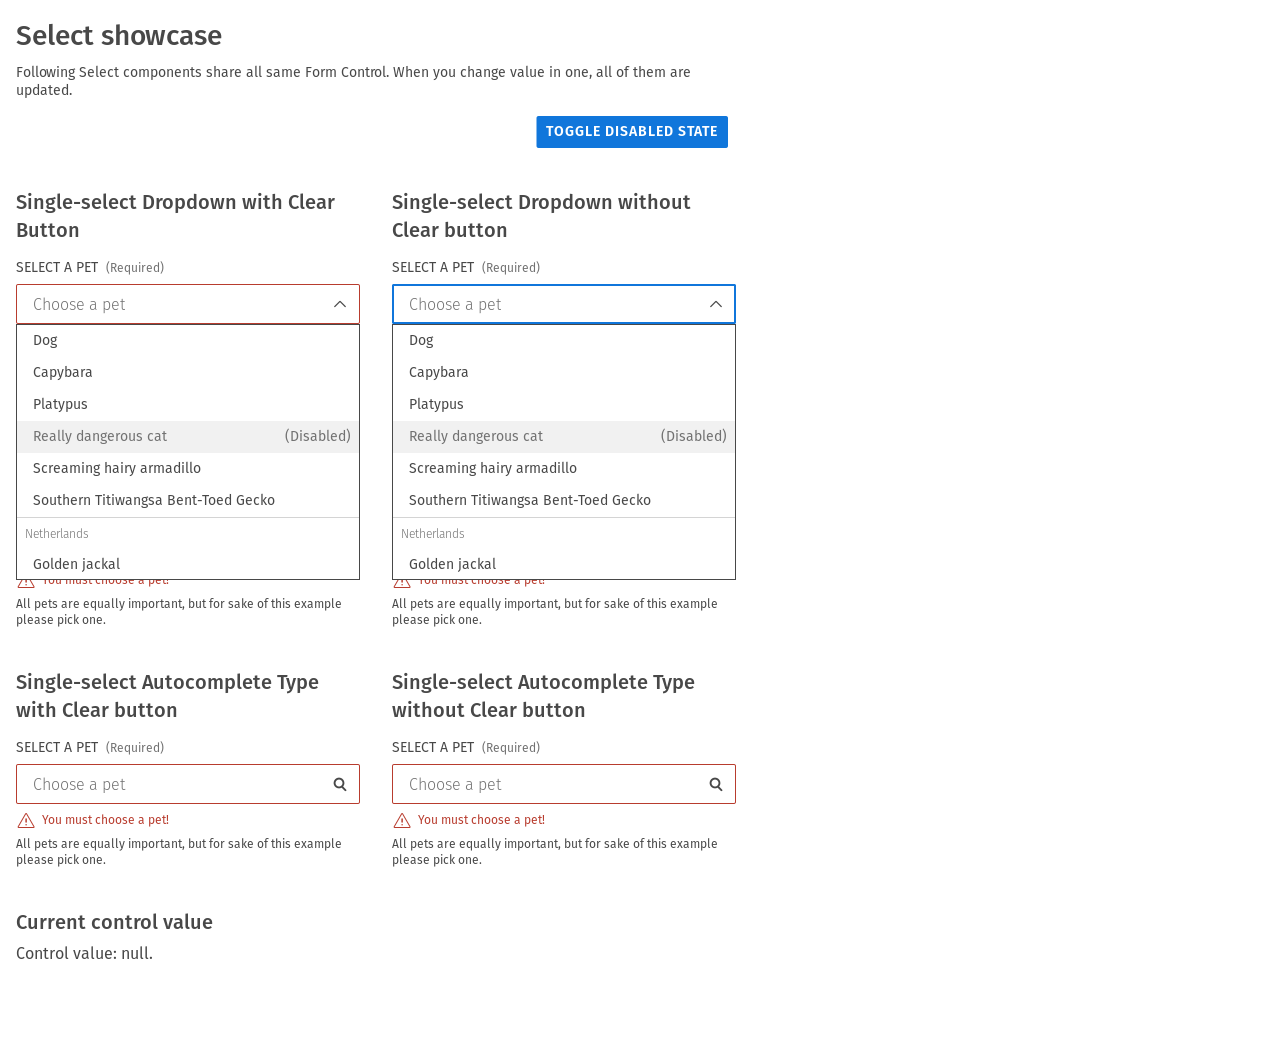 Select showcase
Following Select components share all same Form Control. When you change value in one, all of them are
updated.
TOGGLE DISABLED STATE
Single-select Dropdown with Clear
Button
SELECT A PET (Required)
Choose a pet
Dog
Capybara
Platypus
Really dangerous cat (Disabled)
Screaming hairy armadillo
Southern Titiwangsa Bent-Toed Gecko
Netherlands
Golden jackal
You must choose a pet!
All pets are equally important, but for sake of this example
please pick one.
Single-select Dropdown without
Clear button
SELECT A PET (Required)
Choose a pet
Dog
Capybara
Platypus
Really dangerous cat (Disabled)
Screaming hairy armadillo
Southern Titiwangsa Bent-Toed Gecko
Netherlands
Golden jackal
You must choose a pet!
All pets are equally important, but for sake of this example
please pick one.
Single-select Autocomplete Type
with Clear button
SELECT A PET (Required)
Choose a pet
You must choose a pet!
All pets are equally important, but for sake of this example
please pick one.
Single-select Autocomplete Type
without Clear button
SELECT A PET (Required)
Choose a pet
You must choose a pet!
All pets are equally important, but for sake of this example
please pick one.
Current control value
Control value: null.